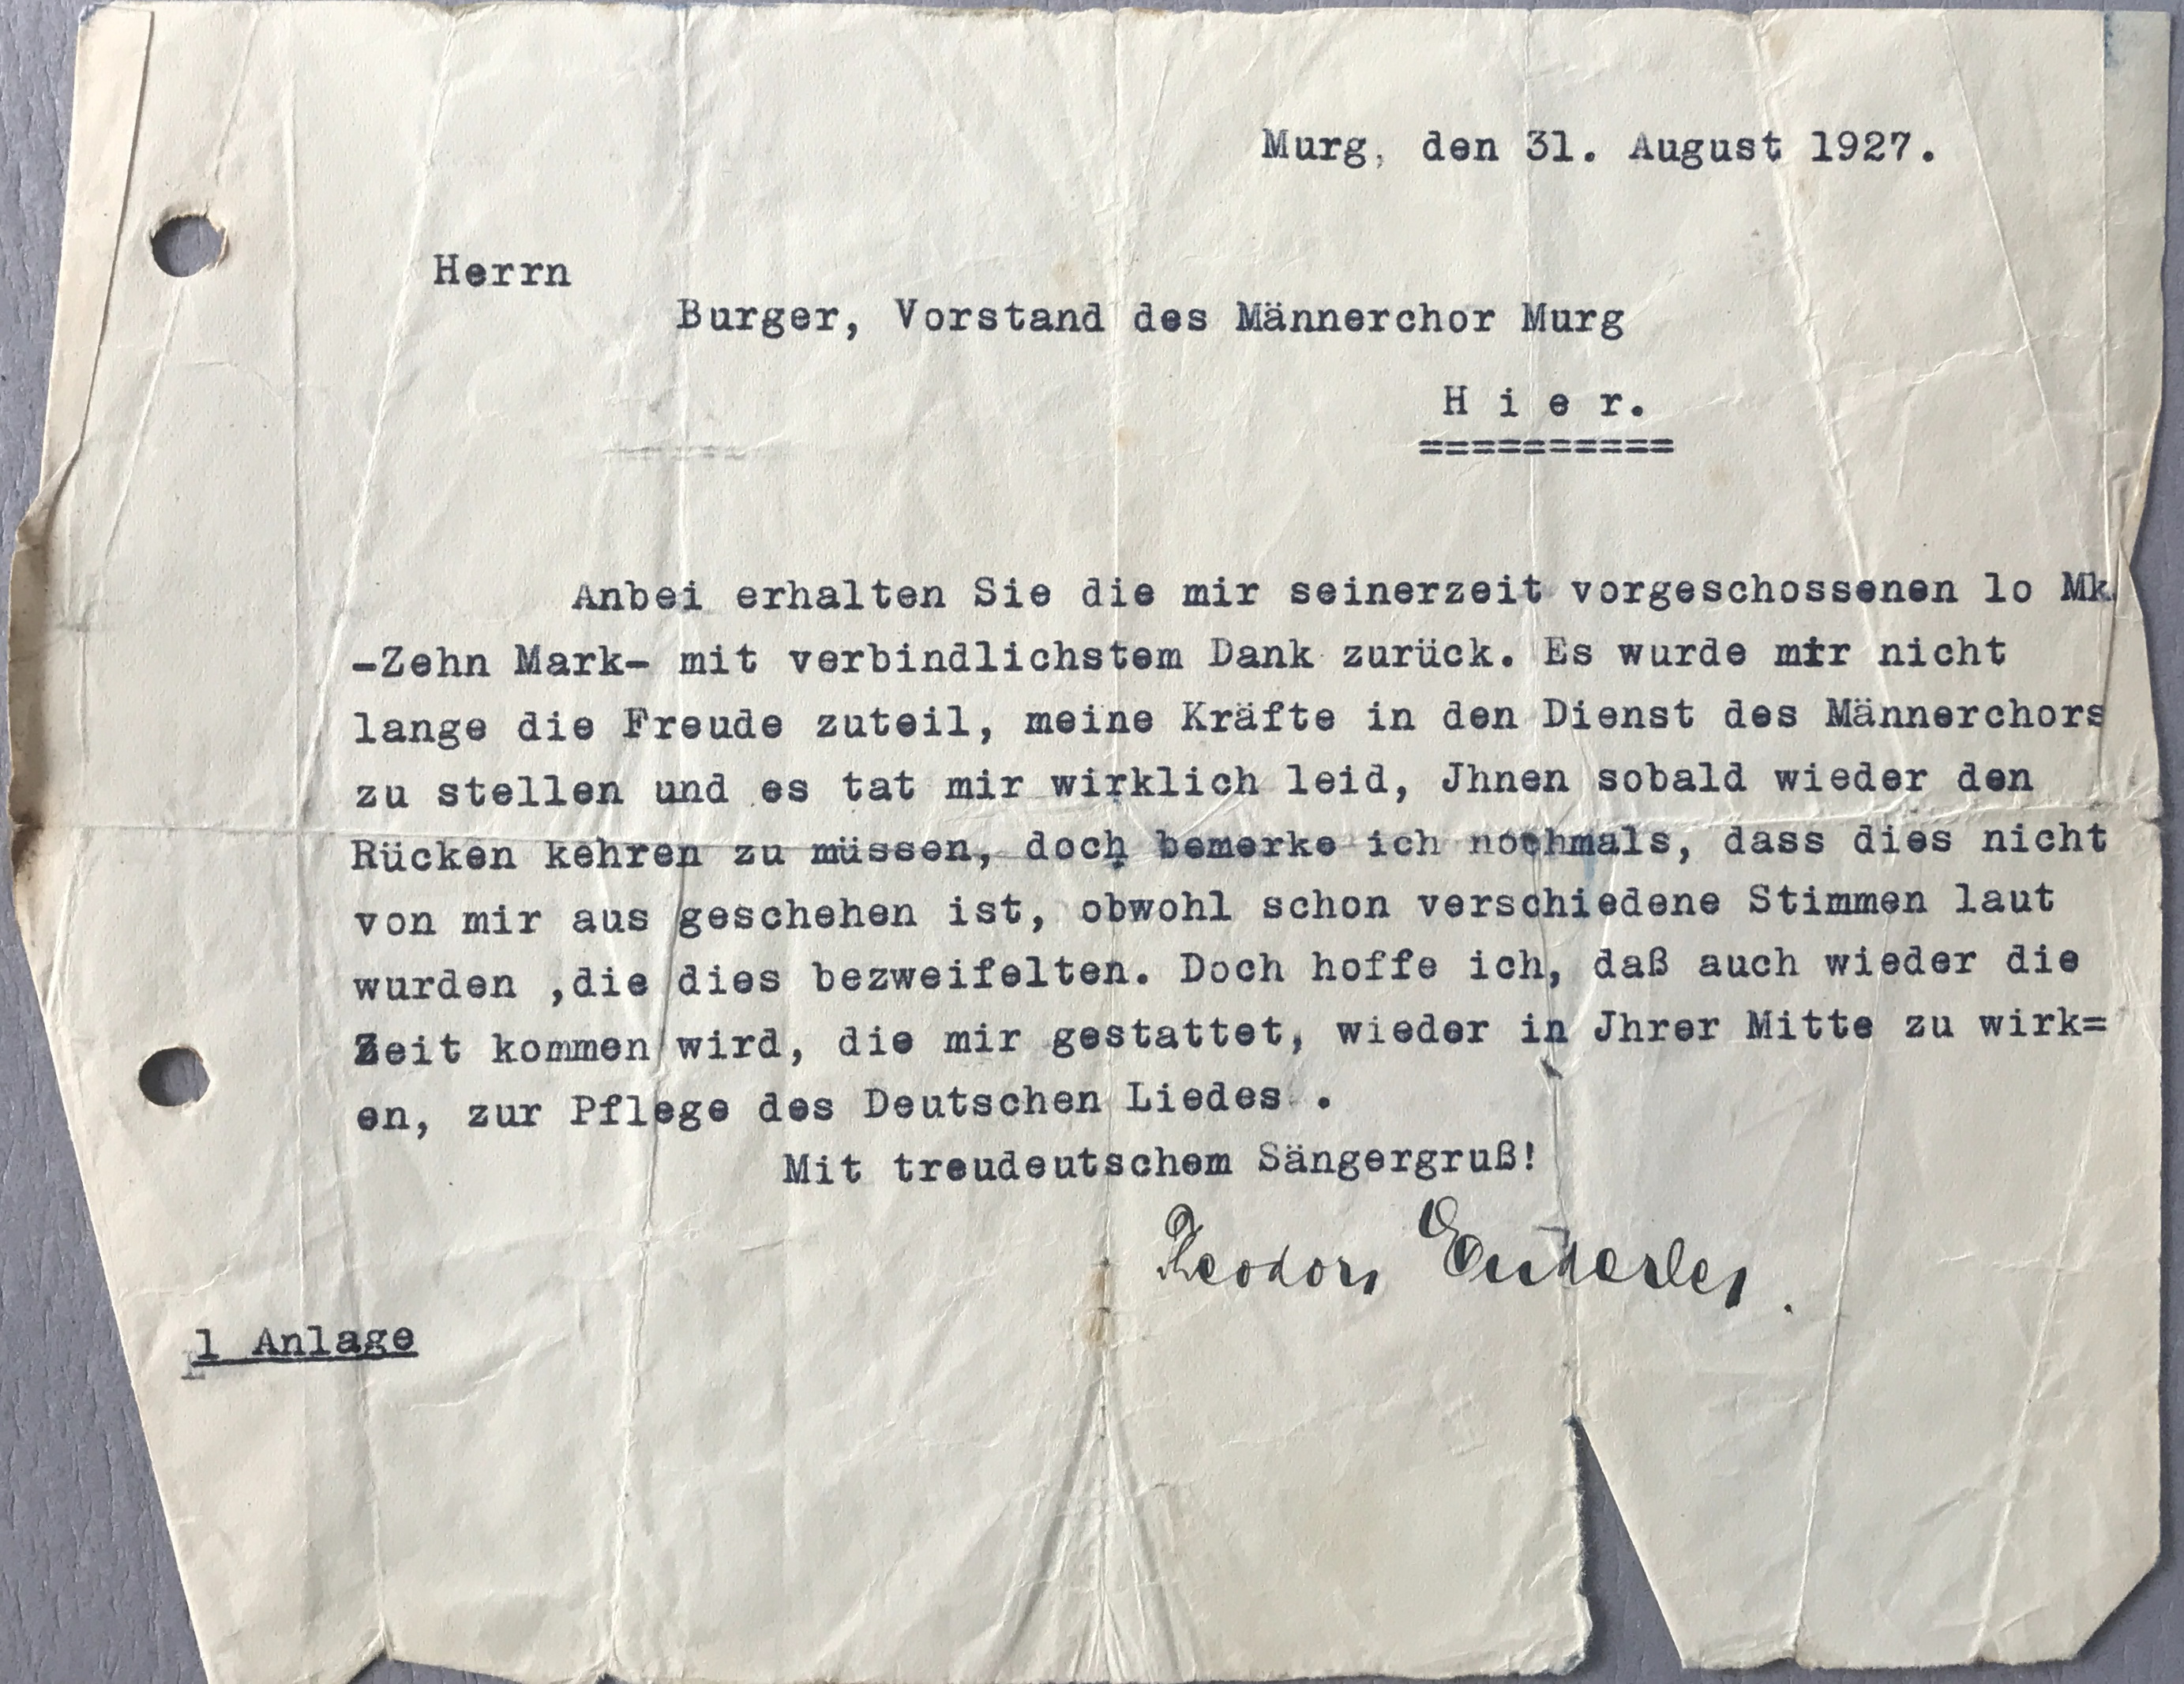 Murg, den 31. August 1927.
Herrn
Burger, Vorstand des Männerchor Murg
H i e r.
==========
Anbei erhalten Sie die mir seinerzeit vorgeschossenen lo Mk.
-Zehn Mark- mit verbindlichstem Dank zurück. Es wurde mir nicht
lange die Freude zuteil, meine Kräfte in den Dienst des Männerchors
zu stellen und es tat mir wirklich leid, Jhnen sobald wieder den
Rücken kehren zu müssen, doch bemerke ich nochmals, dass dies nicht
von mir aus geschehen ist, obwohl schon verschiedene Stimmen laut
wurden ,die dies bezweifelten. Doch hoffe ich, daß auch wieder die
Zeit kommen wird, die mir gestattet, wieder in Jhrer Mitte zu wirk=
en, zur Pflege des Deutschen Liedes .
Mit treudeutschem Sängergruß!
Theodor
1 Anlage